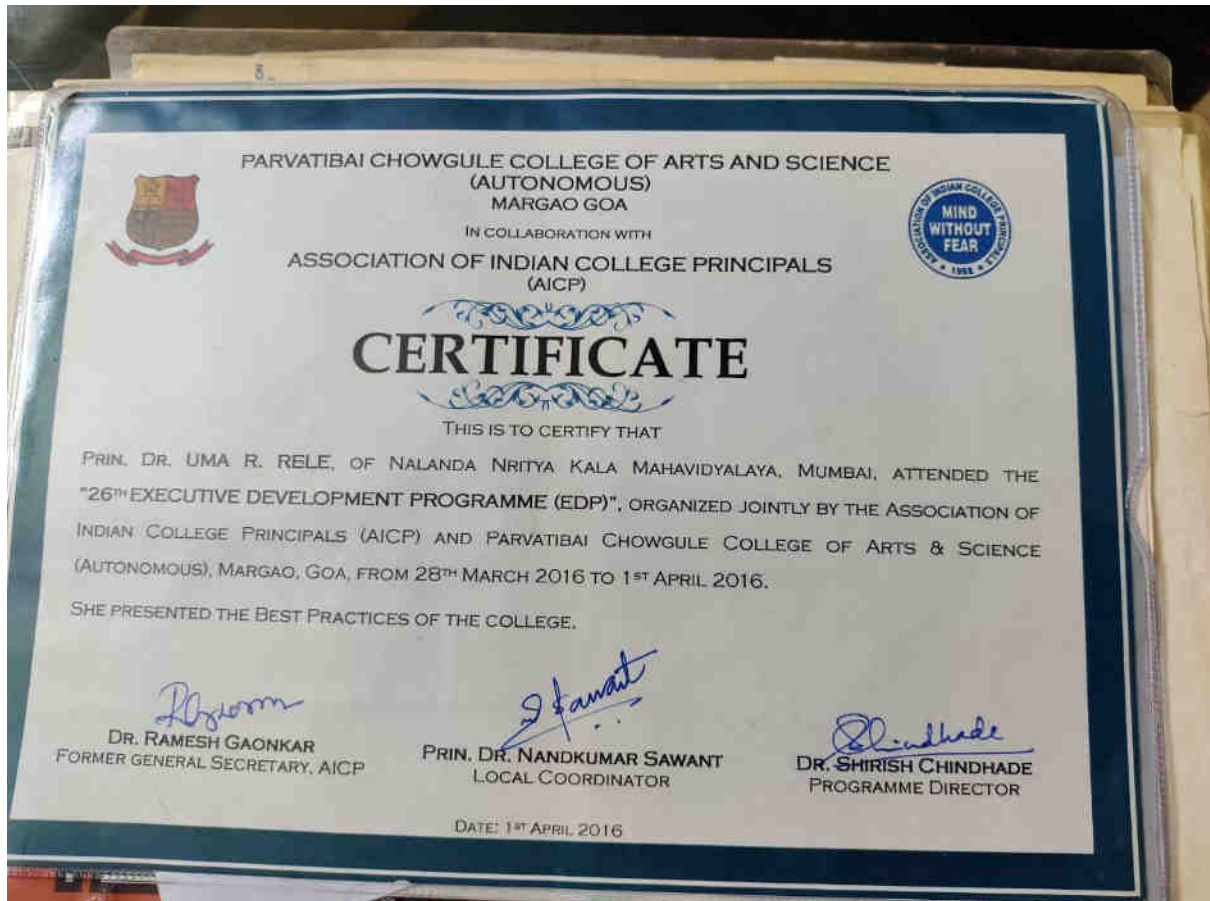 PARVATIBAI CHOWGULE COLLEGE OF ARTS AND SCIENCE
(AUTONOMOUS)
MARGAO GOA
IN COLLABORATION WITH
ASSOCIATION OF INDIAN COLLEGE PRINCIPALS
(AICP)
ASSOCIATION OF INDIAN COLLEGE PRINCIPALS
MIND
WITHOUT
FEAR
CERTIFICATE
THIS IS TO CERTIFY THAT
PRIN. DR. UMA R. RELE, OF NALANDA NRITYA KALA MAHAVIDYALAYA, MUMBAI, ATTENDED THE
"26TH EXECUTIVE DEVELOPMENT PROGRAMME (EDP)", ORGANIZED JOINTLY BY THE ASSOCIATION OF
INDIAN COLLEGE PRINCIPALS (AICP) AND PARVATIBAI CHOWGULE COLLEGE OF ARTS & SCIENCE
(AUTONOMOUS), MARGAO, GOA, FROM 28TH MARCH 2016 TO 1ST APRIL 2016.
SHE PRESENTED THE BEST PRACTICES OF THE COLLEGE.
DR. RAMESH GAONKAR
FORMER GENERAL SECRETARY, AICP
PRIN. DR. NANDKUMAR SAWANT
LOCAL COORDINATOR
DR. SHIRISH CHINDHADE
PROGRAMME DIRECTOR
DATE: 1ST APRIL 2016